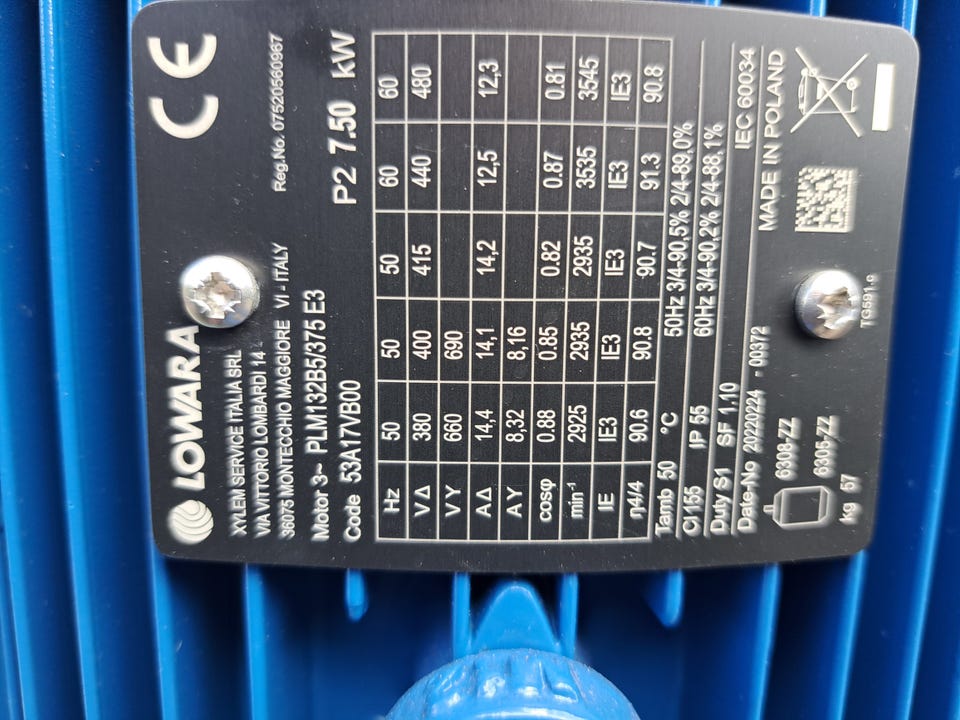 LOWARA
XYLEM SERVICE ITALIA SRL
VIA VITTORIO LOMBARDI 14
36075 MONTECCHIO MAGGIORE VI - ITALY
Reg.No. 07520560967
CE
Motor 3~ PLM132B5/375 E3
Code 53A17VB00
P2 7.50 kW
Hz 50 50 50 60 60
V Δ 380 400 415 440 480
V Y 660 690
A Δ 14,4 14,1 14,2 12,5 12,3
A Y 8,32 8,16
cosφ 0.88 0.85 0.82 0.87 0.81
min⁻¹ 2925 2935 2935 3535 3545
IE IE3 IE3 IE3 IE3 IE3
η4/4 90.6 90.8 90.7 91.3 90.8
Tamb 50 °C 50Hz 3/4-90,5% 2/4-89,0%
Cl 155 IP 55 60Hz 3/4-90,2% 2/4-88,1%
Duty S1 SF 1.10
IEC 60034
Date-No 20220224 - 00372
MADE IN POLAND
6308-ZZ
6305-ZZ
kg 57
TG591.9